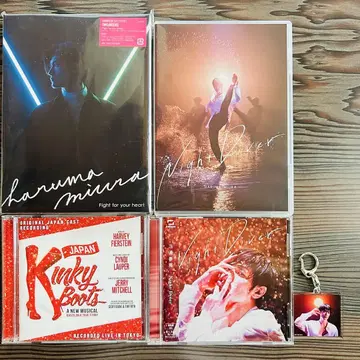 haruma
miura
Fight for your heart
Night Diver
ORIGINAL JAPAN CAST
RECORDING
JAPAN
Kinky
Boots
A NEW MUSICAL
HARVEY
FIERSTEIN
CYNDI
LAUPER
JERRY
MITCHELL
RECORDED LIVE IN TOKYO
Night Diver